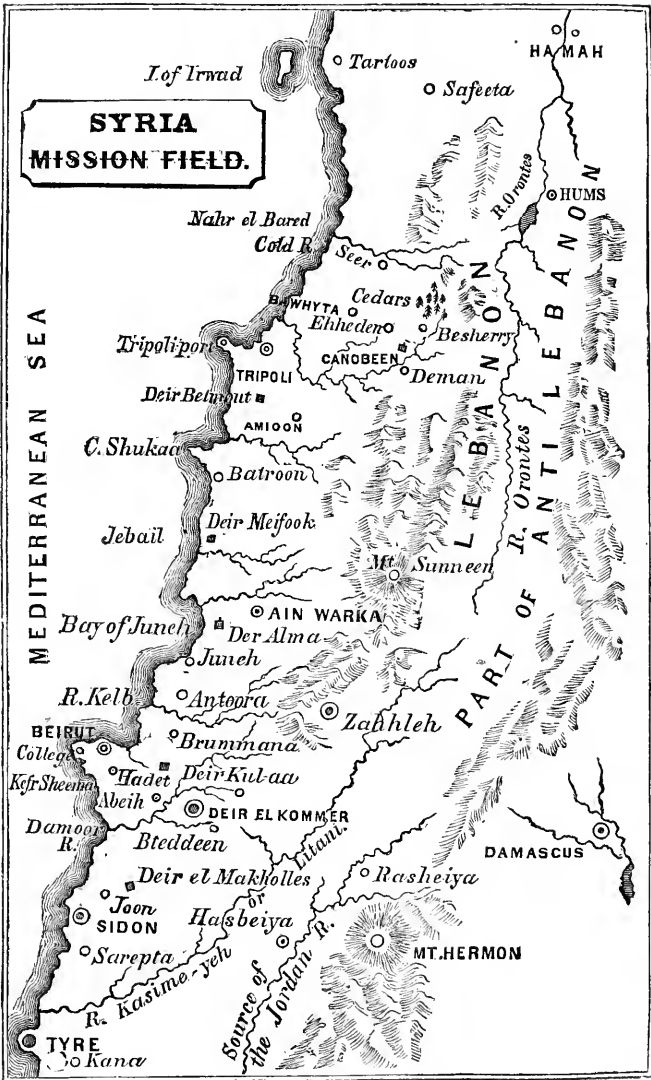 I. of Irwad
Tartoos
HAMAH
Safeeta
SYRIA
MISSION FIELD.
R. Orontes
HUMS
Nahr el Bared
Cold R.
Seer
BAWHYTA
Cedars
Ehheden
Besherry
Tripoli port
TRIPOLI
CANOBEEN
Deman
Deir Belmout
AMIOON
C. Shukaa
Batroon
LEBANON
R. Orontes
PART OF ANTI LEBANON
MEDITERRANEAN SEA
Jebail
Deir Meifook
Mt. Sunneen
AIN WARKA
Bay of Juneh
Der Alma
Juneh
R. Kelb
Antoora
Zahhleh
BEIRUT
College
Brummana
Kefr Sheema
Hadet
Deir Kulaa
Abeih
DEIR EL KOMMER
Damoor
R.
Bteddeen
Litani
or
R. Kasime-yeh
DAMASCUS
Deir el Makholles
Rasheiya
Joon
SIDON
Hasbeiya
Sarepta
MT. HERMON
Source of
the Jordan R.
TYRE
Kana